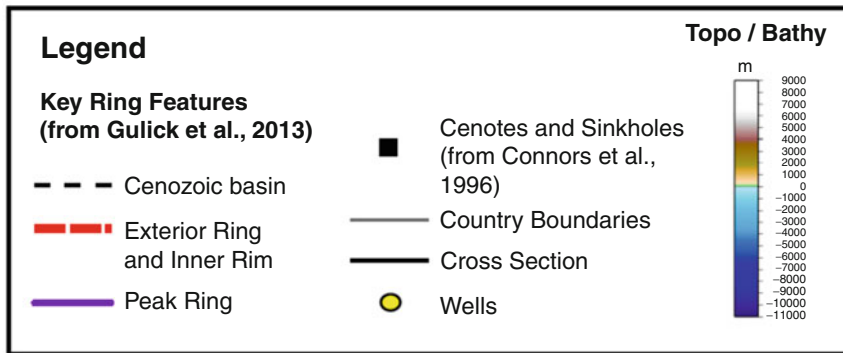 Legend
Key Ring Features
(from Gulick et al., 2013)
Cenozoic basin
Exterior Ring
and Inner Rim
Peak Ring
Cenotes and Sinkholes
(from Connors et al.,
1996)
Country Boundaries
Cross Section
Wells
Topo / Bathy
m
9000
8000
7000
6000
5000
4000
3000
2000
1000
0
−1000
−2000
−3000
−4000
−5000
−6000
−7000
−8000
−9000
−10000
−11000